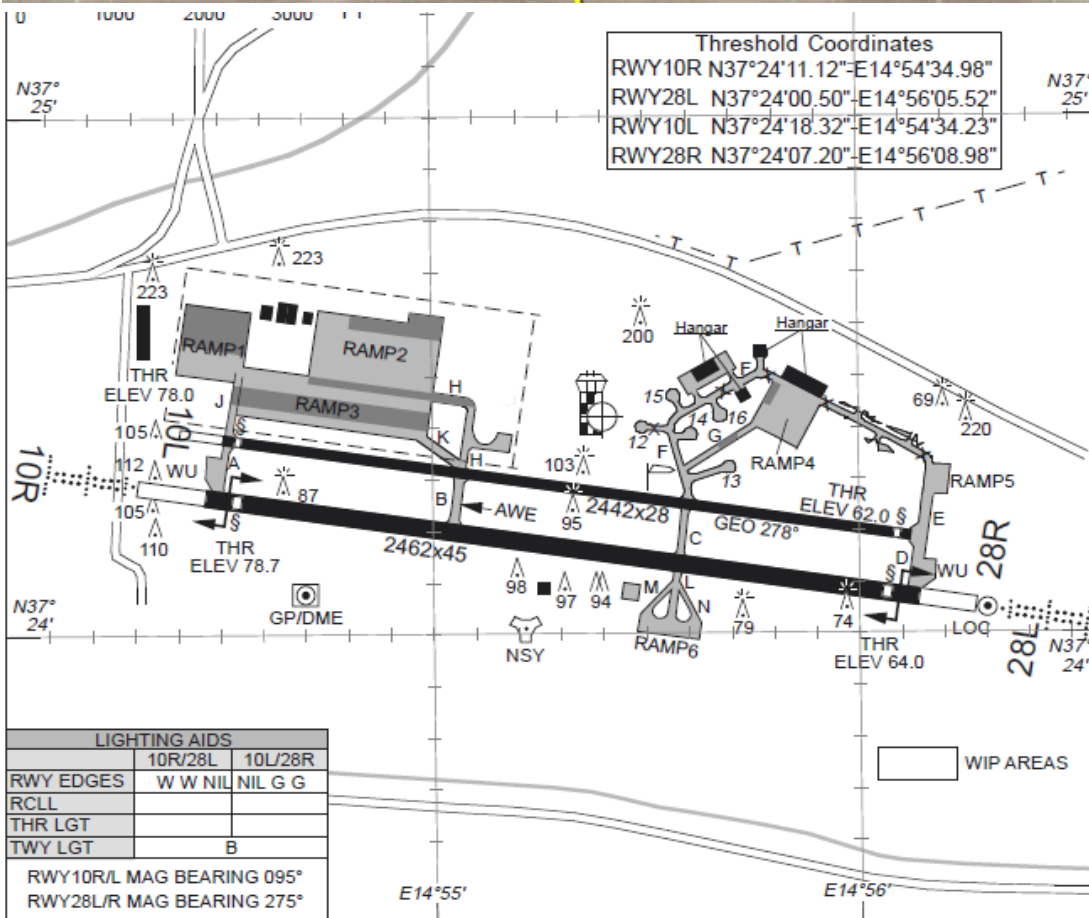 0 1000 2000 3000 FT
Threshold Coordinates
RWY10R N37°24'11.12"-E14°54'34.98"
RWY28L N37°24'00.50"-E14°56'05.52"
RWY10L N37°24'18.32"-E14°54'34.23"
RWY28R N37°24'07.20"-E14°56'08.98"
N37°
25'
N37°
25'
T T T T T T
223
223
200
Hangar
Hangar
RAMP1
RAMP2
THR
ELEV 78.0
RAMP3
H
J
K
H
F
15
14
16
12
F
G
13
RAMP4
69
220
RAMP5
105
10L
§
10R
112
WU
A
105
110
87
§
THR
ELEV 78.7
B
AWE
103
95
2442x28
GEO 278°
THR
ELEV 62.0 §
E
2462x45
C
D
§
WU
28R
98
97
94
M
L
N
79
74
LOC
28L
GP/DME
NSY
RAMP6
THR
ELEV 64.0
N37°
24'
N37°
24'
LIGHTING AIDS
10R/28L 10L/28R
RWY EDGES W W NIL NIL G G
RCLL
THR LGT
TWY LGT B
RWY10R/L MAG BEARING 095°
RWY28L/R MAG BEARING 275°
WIP AREAS
E14°55'
E14°56'